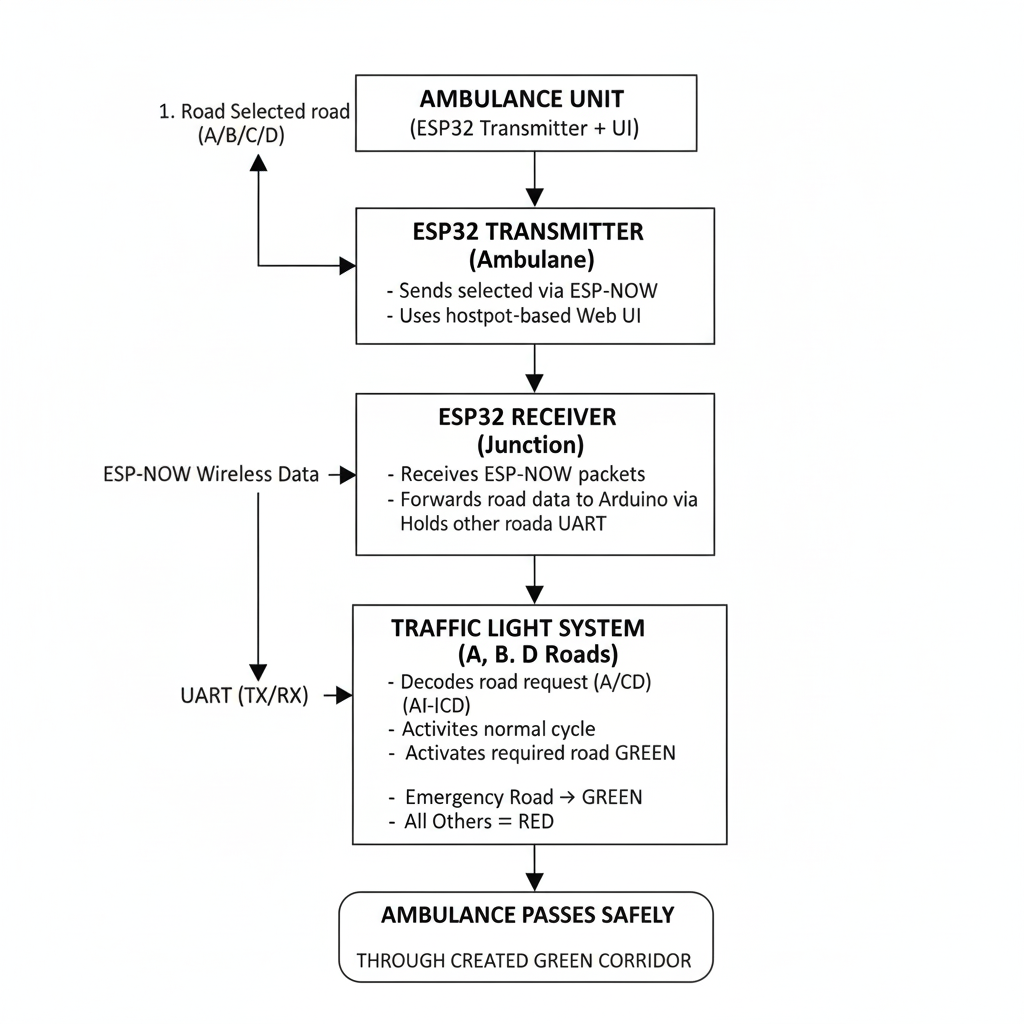 AMBULANCE UNIT
(ESP32 Transmitter + UI)
1. Road Selected road
(A/B/C/D)
ESP32 TRANSMITTER
(Ambulane)
- Sends selected via ESP-NOW
- Uses hostpot-based Web UI
ESP32 RECEIVER
(Junction)
- Receives ESP-NOW packets
- Forwards road data to Arduino via
Holds other roada UART
ESP-NOW Wireless Data
TRAFFIC LIGHT SYSTEM
(A, B. D Roads)
- Decodes road request (A/CD)
(AI-ICD)
- Activites normal cycle
- Activates required road GREEN
- Emergency Road → GREEN
- All Others = RED
UART (TX/RX)
AMBULANCE PASSES SAFELY
THROUGH CREATED GREEN CORRIDOR